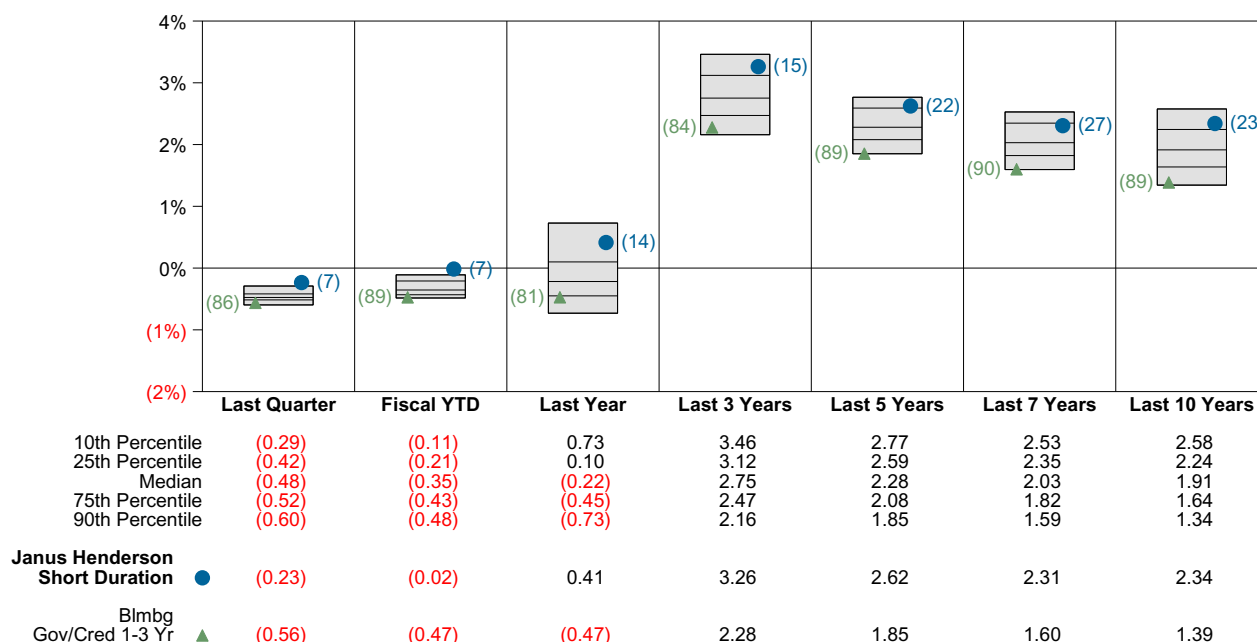 4%
3%
2%
1%
0%
(1%)
(2%)
(7)
(86)
(7)
(89)
(14)
(81)
(15)
(84)
(22)
(89)
(27)
(90)
(23
(89)
Last Quarter Fiscal YTD Last Year Last 3 Years Last 5 Years Last 7 Years Last 10 Years
10th Percentile (0.29) (0.11) 0.73 3.46 2.77 2.53 2.58
25th Percentile (0.42) (0.21) 0.10 3.12 2.59 2.35 2.24
Median (0.48) (0.35) (0.22) 2.75 2.28 2.03 1.91
75th Percentile (0.52) (0.43) (0.45) 2.47 2.08 1.82 1.64
90th Percentile (0.60) (0.48) (0.73) 2.16 1.85 1.59 1.34
Janus Henderson
Short Duration (0.23) (0.02) 0.41 3.26 2.62 2.31 2.34
Blmbg
Gov/Cred 1-3 Yr (0.56) (0.47) (0.47) 2.28 1.85 1.60 1.39